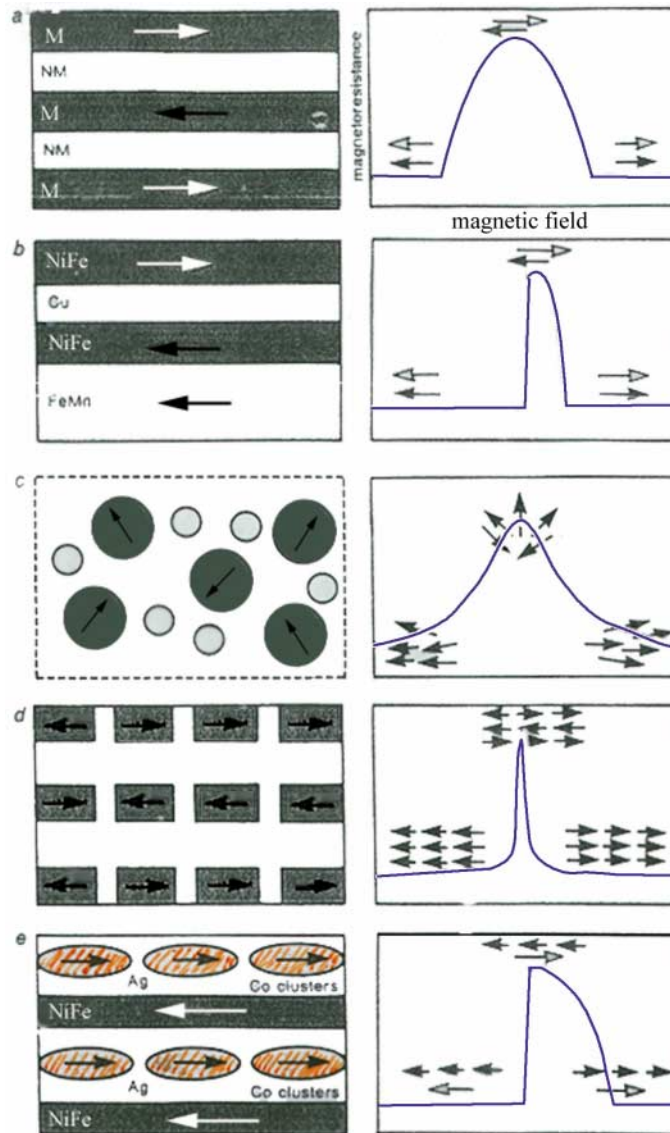 a
M
NM
M
NM
M
magnetoresistance
magnetic field
b
NiFe
Cu
NiFe
FeMn
c
d
e
Ag
Co clusters
NiFe
Ag
Co clusters
NiFe